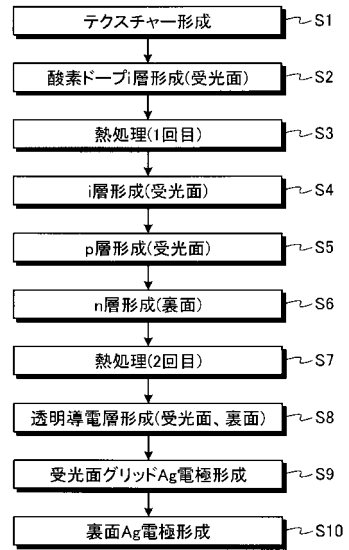 テクスチャー形成 S1
酸素ドープi層形成(受光面) S2
熱処理(1回目) S3
i層形成(受光面) S4
p層形成(受光面) S5
n層形成(裏面) S6
熱処理(2回目) S7
透明導電層形成(受光面、裏面) S8
受光面グリッドAg電極形成 S9
裏面Ag電極形成 S10